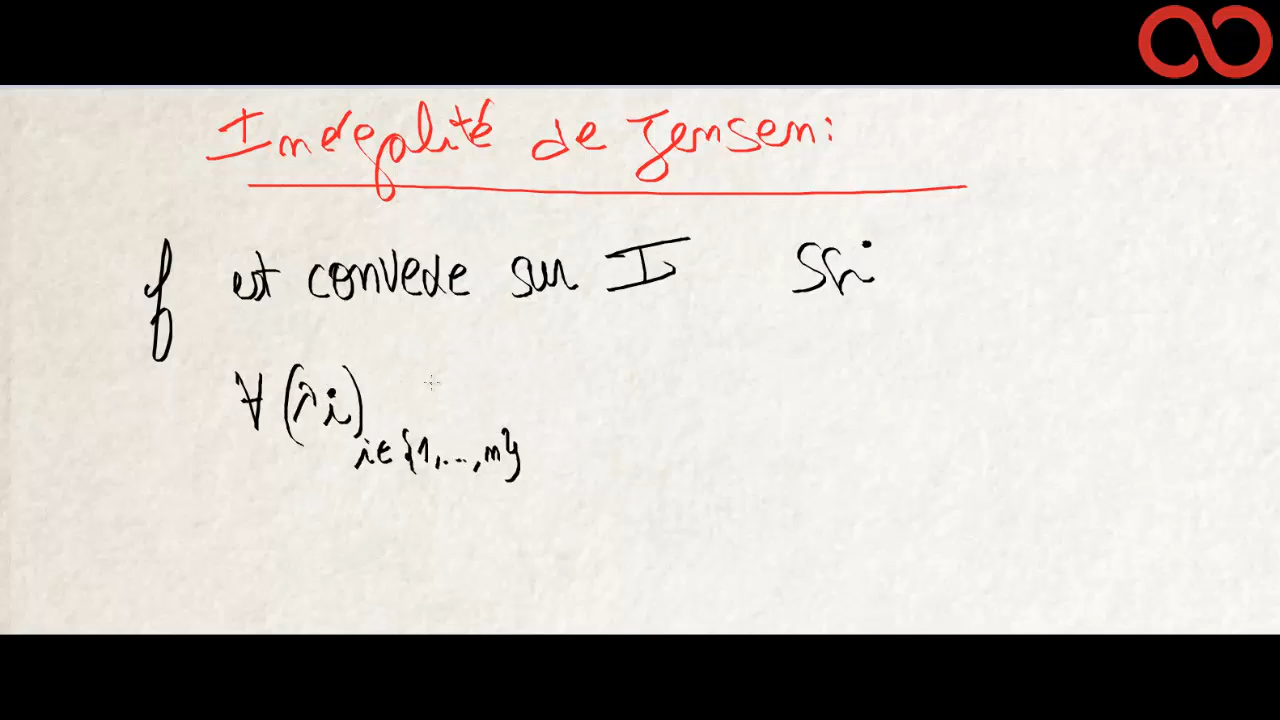 Inégalité de Jensen:
f est convexe sur I ssi
∀(λi)i∈{1,...,n}